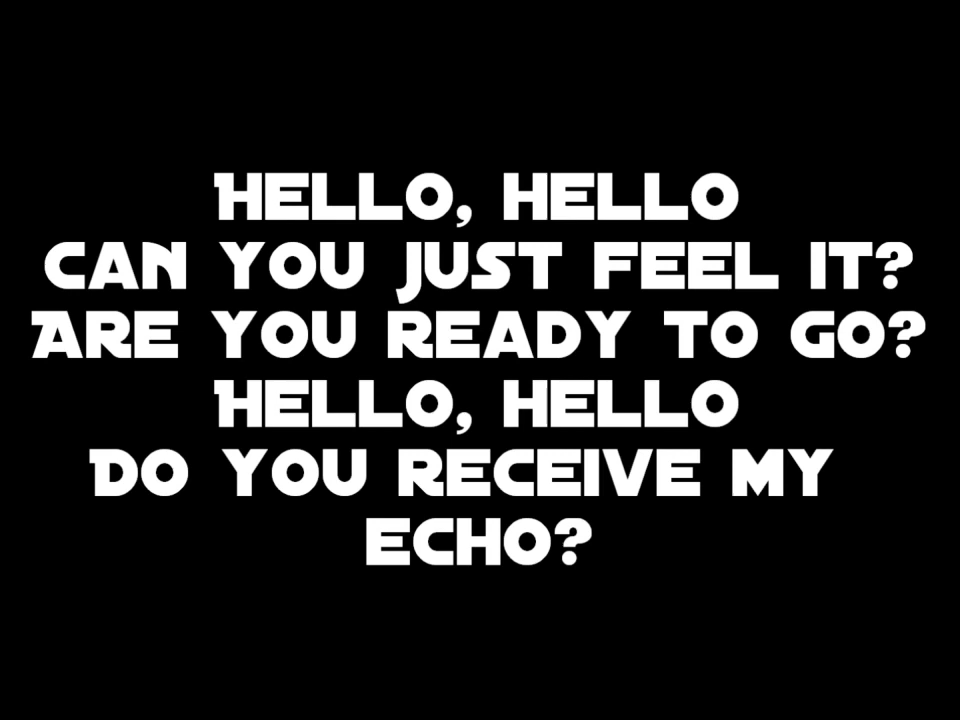 Hello, hello
Can you just feel it?
Are you ready to go?
Hello, hello
Do you receive my
echo?